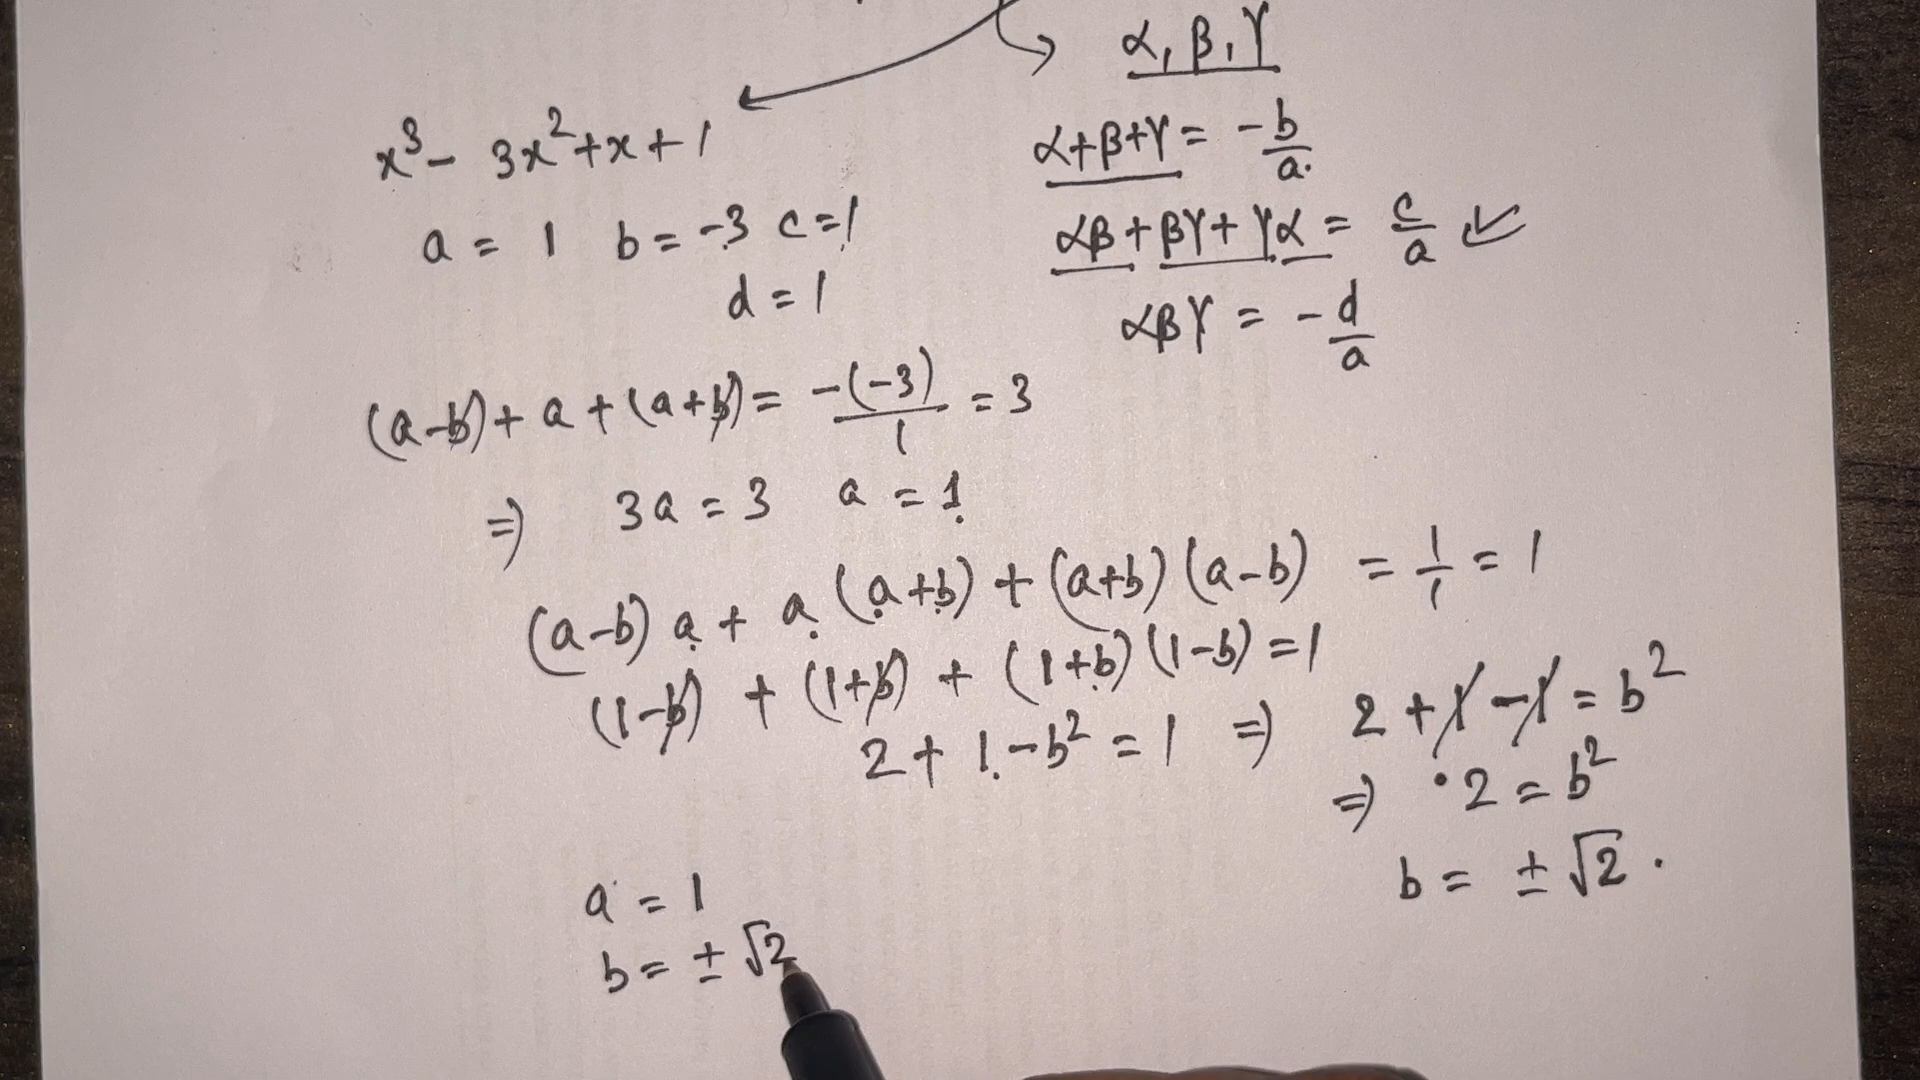 α, β, γ
x³ - 3x² + x + 1
α+β+γ = -b/a.
a = 1 b = -3 c = 1
αβ + βγ + γα = c/a ✓
d = 1
αβγ = -d/a
(a-b) + a + (a+b) = -(-3)/1 = 3
⇒ 3a = 3 a = 1.
(a-b) a + a (a+b) + (a+b) (a-b) = 1/1 = 1
(1-b) + (1+b) + (1+b) (1-b) = 1
2 + 1 - b² = 1 ⇒ 2 + 1 - 1 = b²
⇒ 2 = b²
b = ± √2 .
a = 1
b = ± √2